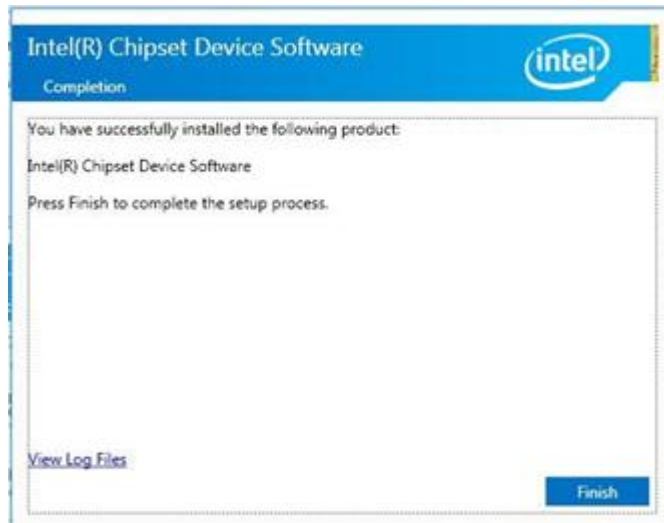 Intel(R) Chipset Device Software
intel
Completion
You have successfully installed the following product:
Intel(R) Chipset Device Software
Press Finish to complete the setup process.
View Log Files
Finish